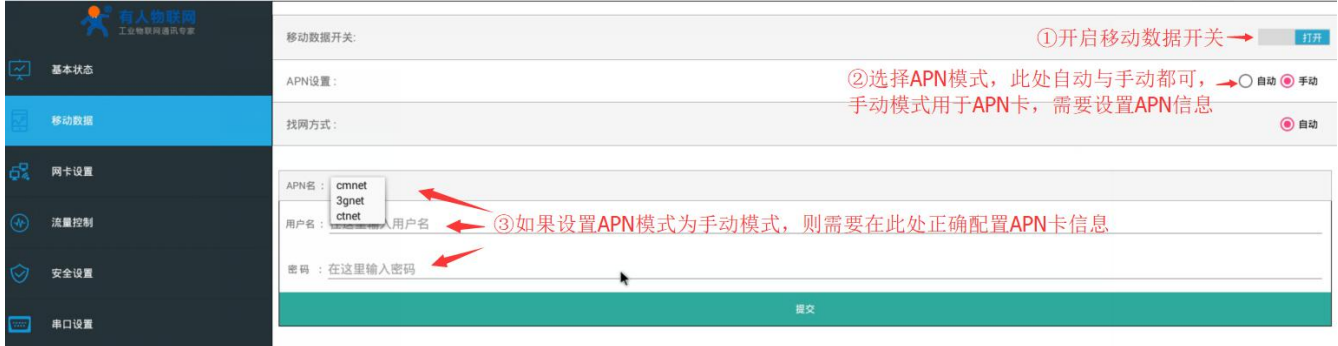 有人物联网
工业物联网通讯专家
基本状态
移动数据
网卡设置
流量控制
安全设置
串口设置
移动数据开关:
①开启移动数据开关
打开
APN设置:
②选择APN模式，此处自动与手动都可，
手动模式用于APN卡，需要设置APN信息
自动 手动
找网方式:
自动
APN名:
cmnet
3gnet
ctnet
用户名:
入用户名
③如果设置APN模式为手动模式，则需要在此处正确配置APN卡信息
密码 : 在这里输入密码
提交